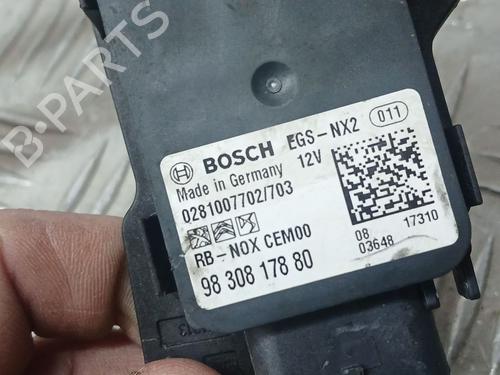 B-PARTS
BOSCH EGS-NX2 011
Made in Germany 12V
0281007702/703
RB-NOX CEM00
98 308 178 80
08 17310
03648